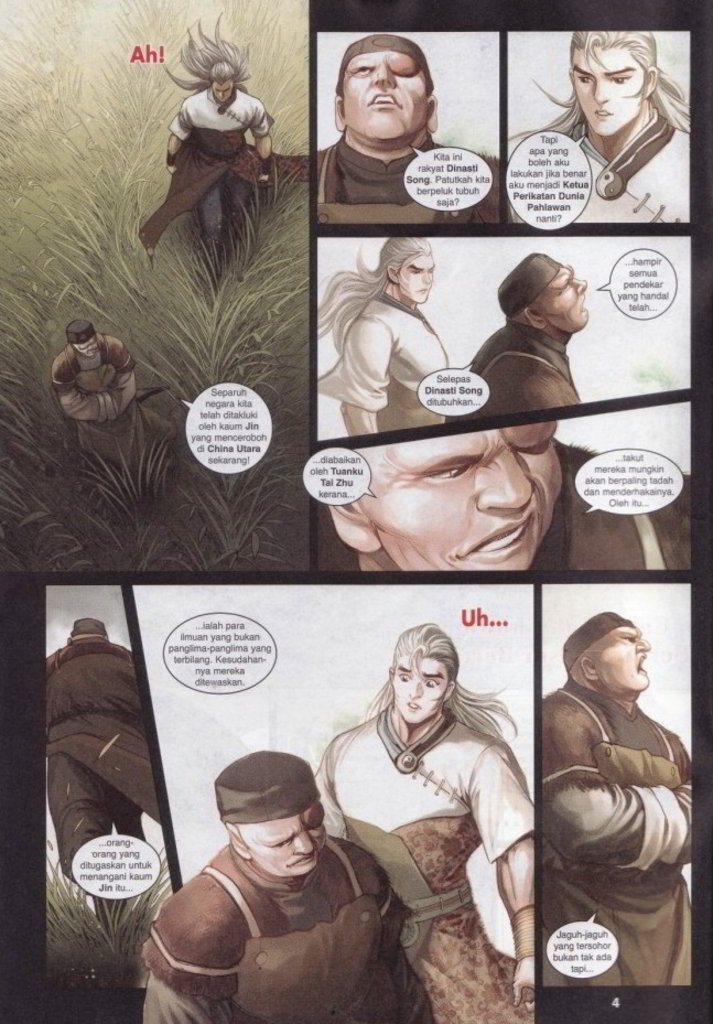 Ah!
Separuh
negara kita
telah ditakluki
oleh kaum Jin
yang menceroboh
di China Utara
sekarang!
Kita ini
rakyat Dinasti
Song. Patutkah kita
berpeluk tubuh
saja?
Tapi
apa yang
boleh aku
lakukan jika benar
aku menjadi Ketua
Perikatan Dunia
Pahlawan
nanti?
...hampir
semua
pendekar
yang handal
telah...
Selepas
Dinasti Song
ditubuhkan...
...diabaikan
oleh Tuanku
Tai Zhu
kerana...
...takut
mereka mungkin
akan berpaling tadah
dan menderhakainya.
Oleh itu...
...orang-
orang yang
ditugaskan untuk
menangani kaum
Jin itu...
...ialah para
ilmuan yang bukan
panglima-panglima yang
terbilang. Kesudahan-
nya mereka
ditewaskan.
Uh...
Jaguh-jaguh
yang tersohor
bukan tak ada
tapi...
4